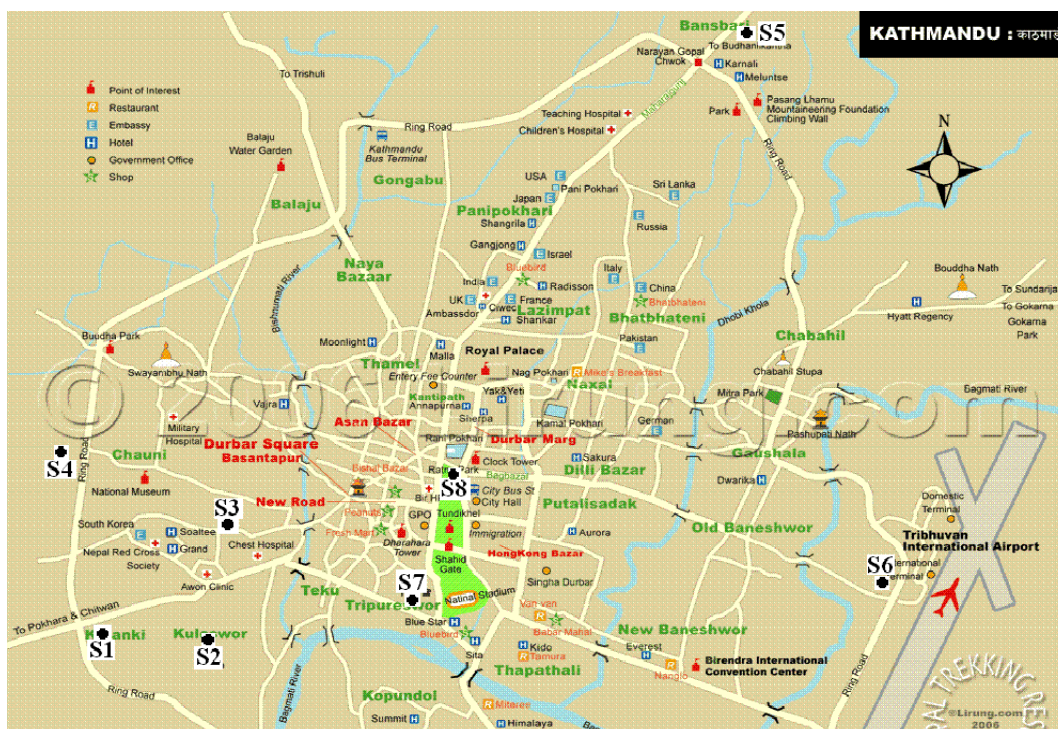 Bansbari
S5
KATHMANDU :
To Budhanilkantha
Narayan Gopal
Chwok
Karnali
Meluntse
Maharajgunj
To Trishuli
Point of Interest
Restaurant
Embassy
Hotel
Government Office
Shop
Pasang Lhamu
Mountaineering Foundation
Climbing Wall
Park
Teaching Hospital
Children's Hospital
Ring Road
Kathmandu
Bus Terminal
Balaju
Water Garden
N
Ring Road
Gongabu
USA
Pani Pokhari
Japan
Sri Lanka
Balaju
Panipokhari
Shangrila
Russia
Gangjong
Israel
Naya
Bazaar
Bluebird
Italy
India
Radisson
China
Bouddha Nath
To Sundarija
UK
France
Ciwec
Bhatbhateni
Ambassdor
Lazimpat
Shankar
Bhatbhateni
Dhobi Khola
Hyatt Regency
To Gokarna
Gokarna
Park
Bishnumati River
Chabahil
Buudha Park
Moonlight
Malla
Royal Palace
Pakistan
Swayambhu Nath
Thamel
Entery Fee Counter
Nag Pokhari
Mike's Breakfast
Chabahil Stupa
Naxal
Yak&Yeti
Kantipath
Annapurna
Mitra Park
Bagmati River
Vajra
Sherpa
Military
Hospital
Asan Bazar
Kamal Pokhari
German
Pashupati Nath
Durbar Square
Basantapur
Rani Pokhari
Durbar Marg
S4
Chauni
Ring Road
Bishal Bazar
Clock Tower
Sakura
Gaushala
Bagbazar
Dilli Bazar
National Museum
S8
City Bus St
City Hall
Dwarika
New Road
Putalisadak
Domestic
Terminal
Peanuts
Tundikhel
South Korea
S3
Soaltee
GPO
Immigration
Aurora
Old Baneshwor
Fresh Mart
Dharahara
Tower
Tribhuvan
International Airport
Nepal Red Cross
Society
Grand
Chest Hospital
Shahid
Gate
HongKong Bazar
Awon Clinic
Singha Durbar
S6
Teku
S7
Tripureswor
Natinal Stadium
To Pokhara & Chitwan
Van van
Blue Star
Babar Mahal
New Baneshwor
S1
S2
Bluebird
Kido
Everest
Sita
Tamura
Birendra International
Convention Center
Thapathali
Nanglo
Ring Road
Bagmati River
Kopundol
Ring Road
Mitaree
Summit
Himalaya
©Lirung.com
2006